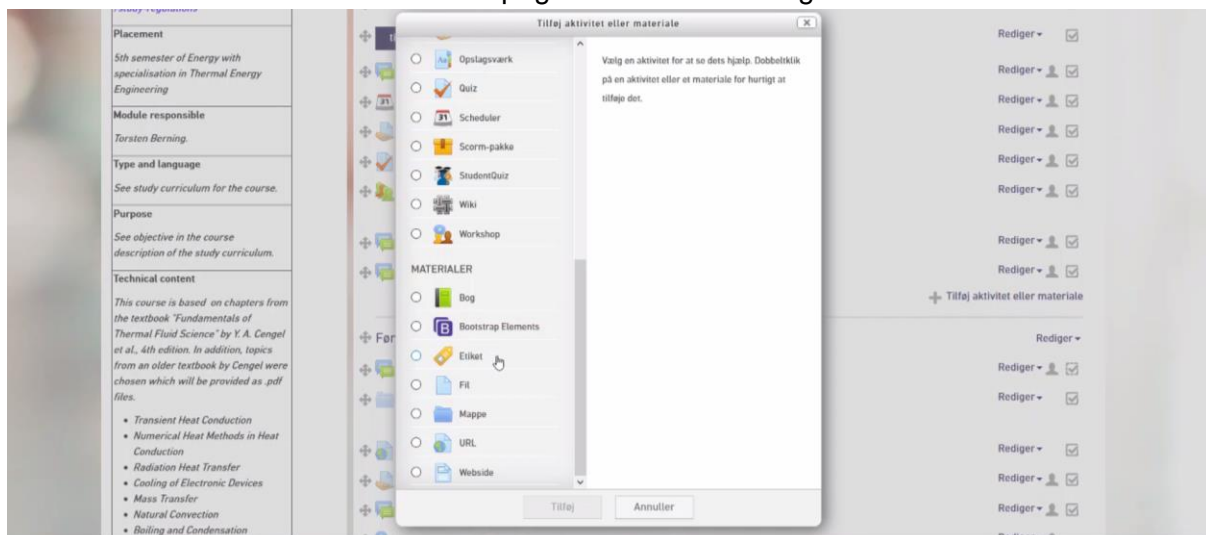 Placement
5th semester of Energy with
specialisation in Thermal Energy
Engineering
Module responsible
Torsten Berning.
Type and language
See study curriculum for the course.
Purpose
See objective in the course
description of the study curriculum.
Technical content
This course is based on chapters from
the textbook "Fundamentals of
Thermal Fluid Science" by Y. A. Cengel
et al., 4th edition. In addition, topics
from an older textbook by Cengel were
chosen which will be provided as .pdf
files.
• Transient Heat Conduction
• Numerical Heat Methods in Heat
Conduction
• Radiation Heat Transfer
• Cooling of Electronic Devices
• Mass Transfer
• Natural Convection
• Boiling and Condensation
Før
Tilføj aktivitet eller materiale
Opslagsværk
Quiz
31 Scheduler
Scorm-pakke
StudentQuiz
Wiki
Workshop
MATERIALER
Bog
B Bootstrap Elements
Etiket
Fil
Mappe
URL
Webside
Vælg en aktivitet for at se dets hjælp. Dobbeltklik
på en aktivitet eller et materiale for hurtigt at
tilføje det.
Tilføj
Annuller
Rediger
Rediger
Rediger
Rediger
Rediger
Rediger
Rediger
Rediger
Tilføj aktivitet eller materiale
Rediger
Rediger
Rediger
Rediger
Rediger
Rediger